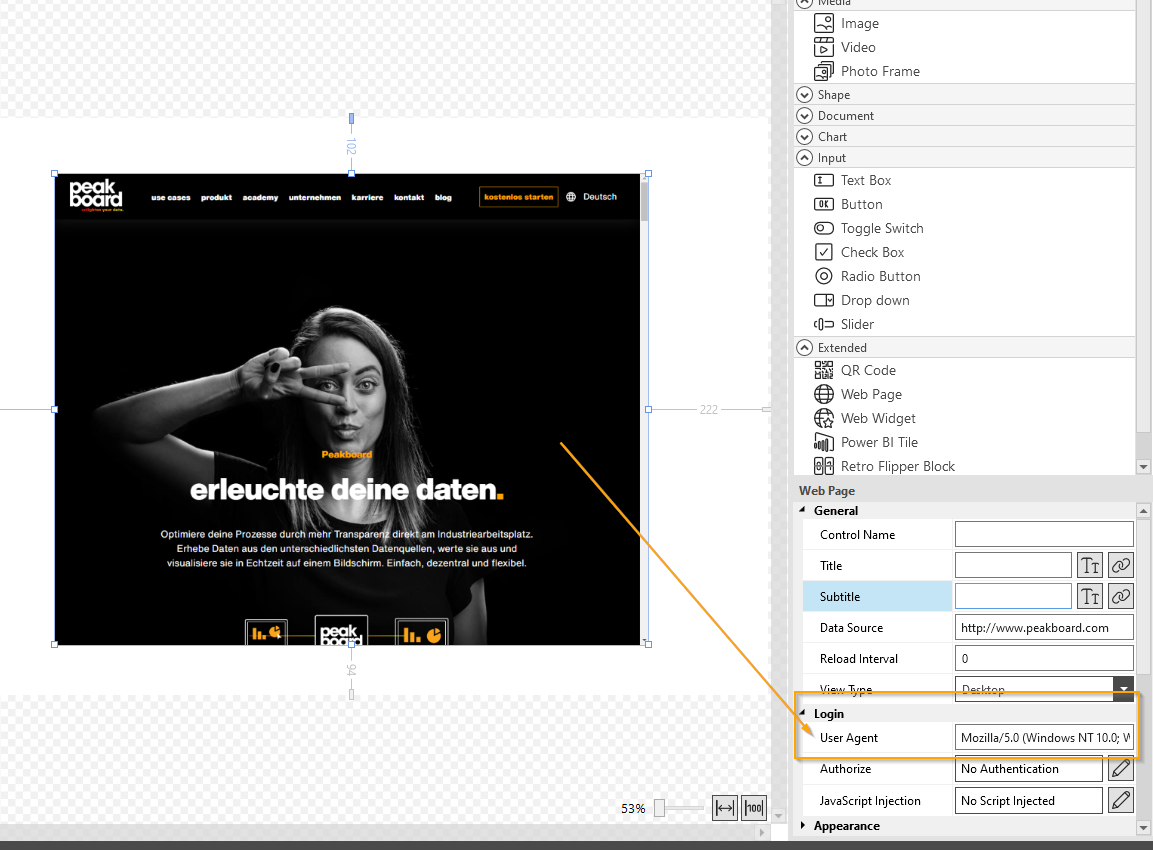 Media
Image
Video
Photo Frame
Shape
Document
Chart
Input
Text Box
Button
Toggle Switch
Check Box
Radio Button
Drop down
Slider
Extended
QR Code
Web Page
Web Widget
Power BI Tile
Retro Flipper Block
102
peak
board
use cases produkt academy unternehmen karriere kontakt blog kostenlos starten Deutsch
222
Peakboard
erleuchte deine daten.
Optimiere deine Prozesse durch mehr Transparenz direkt am Industriearbeitsplatz.
Erhebe Daten aus den unterschiedlichsten Datenquellen, werte sie aus und
visualisiere sie in Echtzeit auf einem Bildschirm. Einfach, dezentral und flexibel.
peak
board
94
53%
Web Page
General
Control Name
Title
Subtitle
Data Source http://www.peakboard.com
Reload Interval 0
View Type Desktop
Login
User Agent Mozilla/5.0 (Windows NT 10.0; W
Authorize No Authentication
JavaScript Injection No Script Injected
Appearance